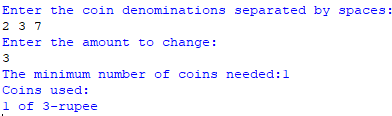 Enter the coin denominations separated by spaces:
2 3 7
Enter the amount to change:
3
The minimum number of coins needed:1
Coins used:
1 of 3-rupee